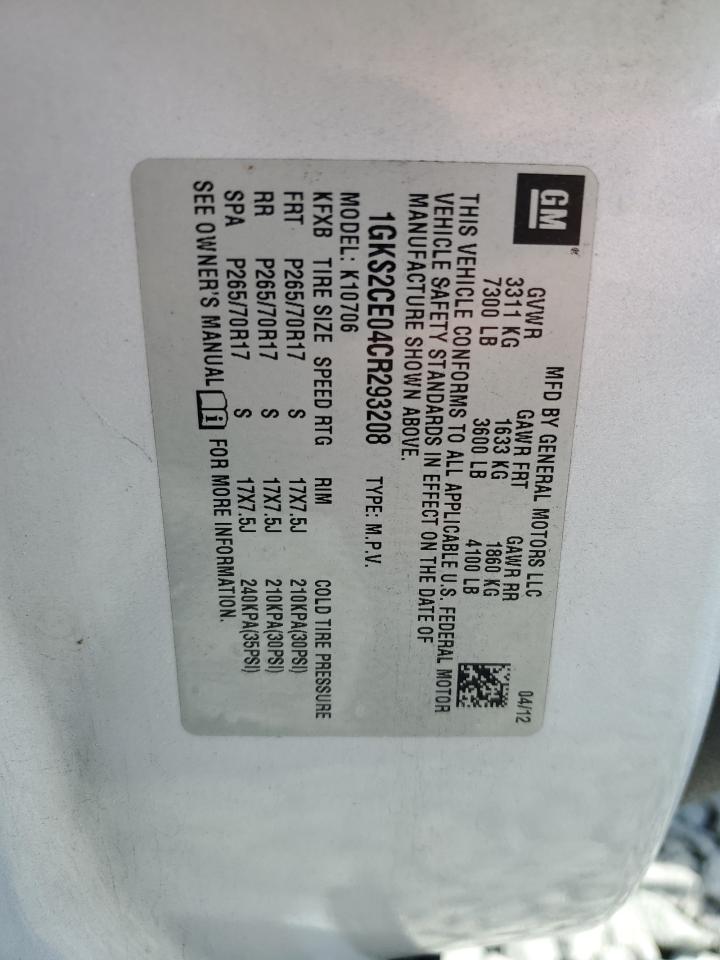 GM
MFD BY GENERAL MOTORS LLC
04/12
GVWR GAWR FRT GAWR RR
3311 KG 1633 KG 1860 KG
7300 LB 3600 LB 4100 LB
THIS VEHICLE CONFORMS TO ALL APPLICABLE U.S. FEDERAL MOTOR
VEHICLE SAFETY STANDARDS IN EFFECT ON THE DATE OF
MANUFACTURE SHOWN ABOVE.
1GKS2CE04CR293208 TYPE: M.P.V.
MODEL: K10706
KFXB TIRE SIZE SPEED RTG RIM COLD TIRE PRESSURE
FRT P265/70R17 S 17X7.5J 210KPA(30PSI)
RR P265/70R17 S 17X7.5J 210KPA(30PSI)
SPA P265/70R17 S 17X7.5J 240KPA(35PSI)
SEE OWNER'S MANUAL i FOR MORE INFORMATION.